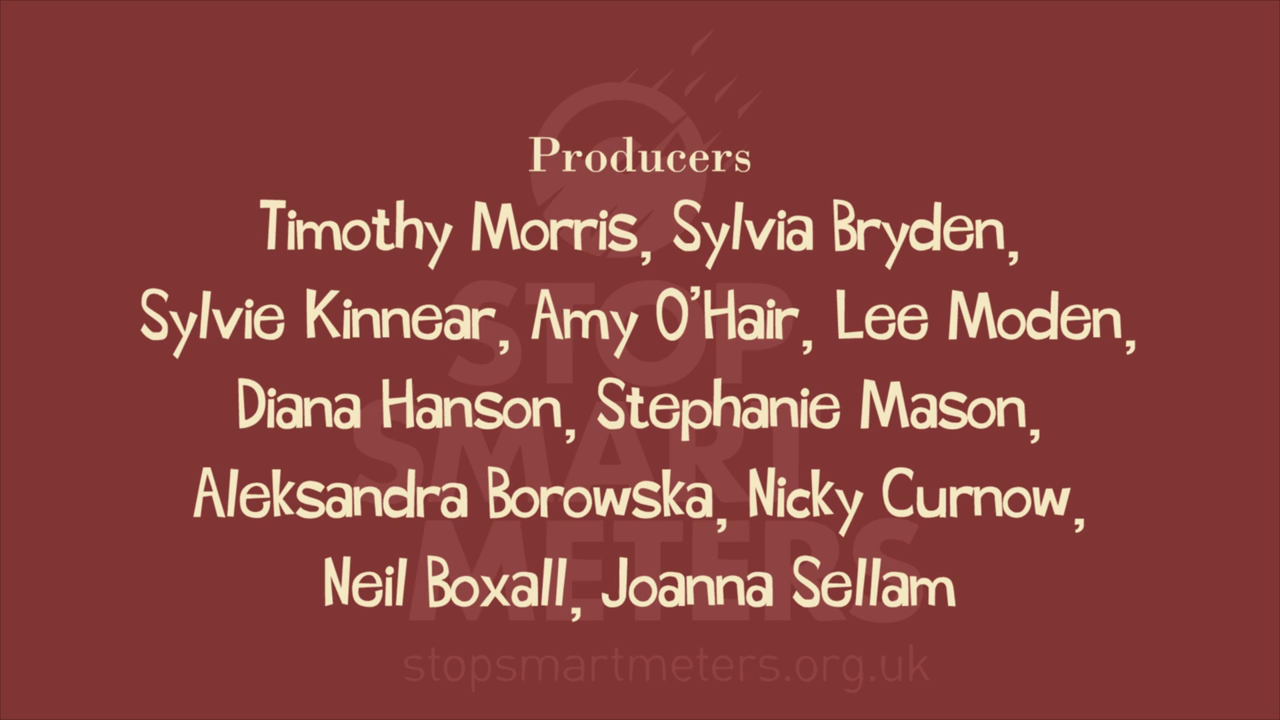 Producers
Timothy Morris, Sylvia Bryden,
Sylvie Kinnear, Amy O'Hair, Lee Moden,
Diana Hanson, Stephanie Mason,
Aleksandra Borowska, Nicky Curnow,
Neil Boxall, Joanna Sellam
STOP
SMART
METERS
stopsmartmeters.org.uk